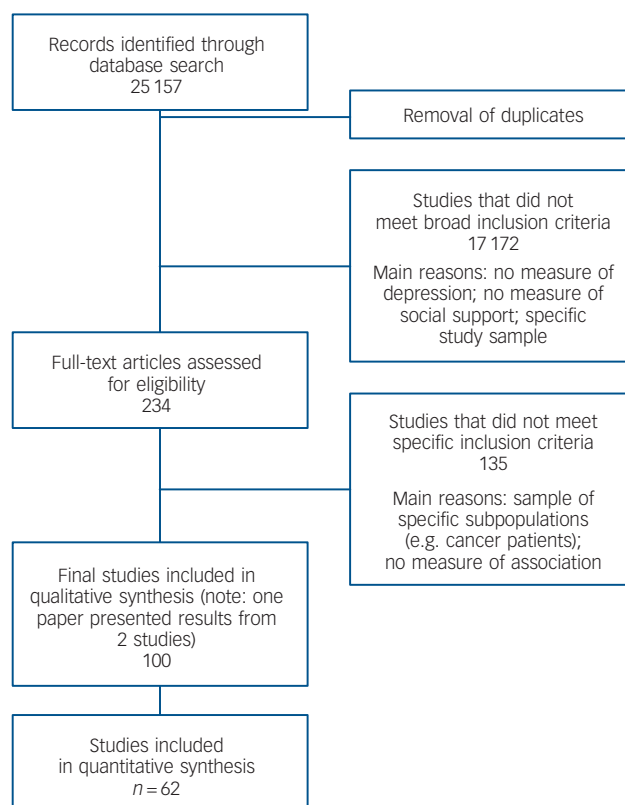 Records identified through
database search
25 157
Removal of duplicates
Studies that did not
meet broad inclusion criteria
17 172
Main reasons: no measure of
depression; no measure of
social support; specific
study sample
Full-text articles assessed
for eligibility
234
Studies that did not meet
specific inclusion criteria
135
Main reasons: sample of
specific subpopulations
(e.g. cancer patients);
no measure of association
Final studies included in
qualitative synthesis (note: one
paper presented results from
2 studies)
100
Studies included
in quantitative synthesis
n = 62